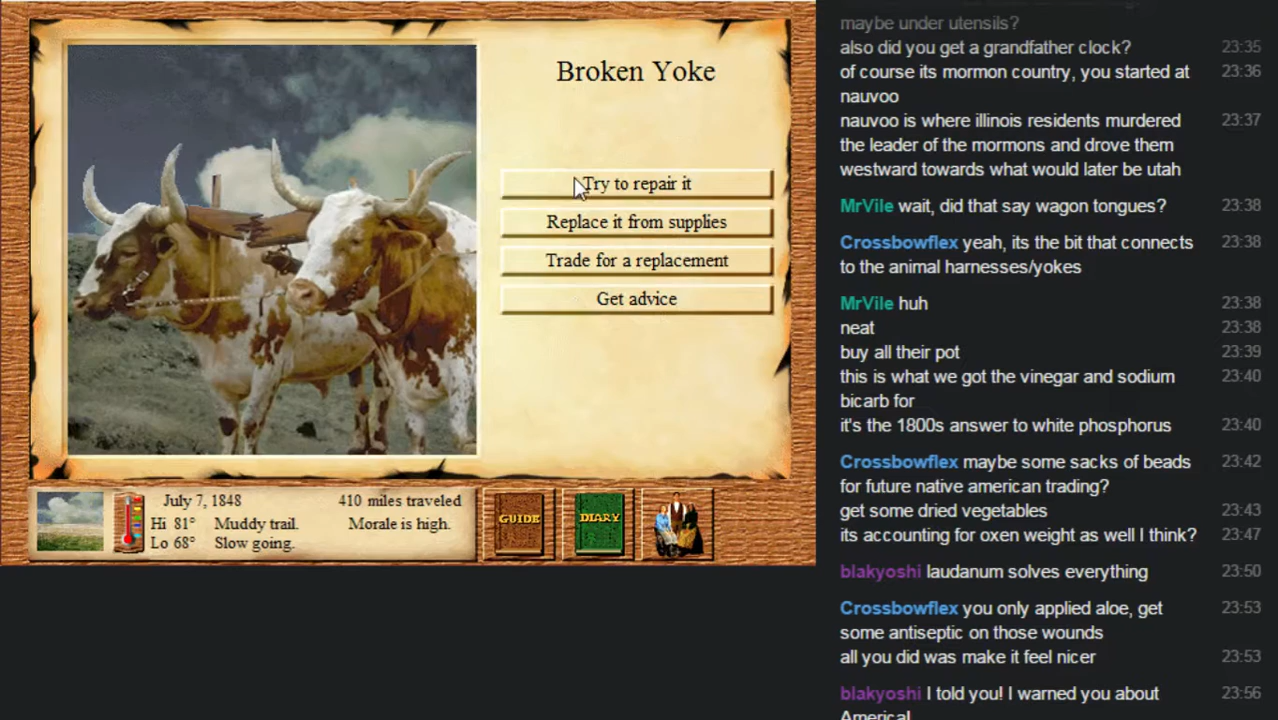 Broken Yoke
Try to repair it
Replace it from supplies
Trade for a replacement
Get advice
July 7, 1848
410 miles traveled
Hi 81° Muddy trail. Morale is high.
Lo 68° Slow going.
GUIDE
DIARY
maybe under utensils?
also did you get a grandfather clock? 23:35
of course its mormon country, you started at 23:36
nauvoo
nauvoo is where illinois residents murdered 23:37
the leader of the mormons and drove them
westward towards what would later be utah
MrVile wait, did that say wagon tongues? 23:38
Crossbowflex yeah, its the bit that connects 23:38
to the animal harnesses/yokes
MrVile huh 23:38
neat 23:38
buy all their pot 23:39
this is what we got the vinegar and sodium 23:40
bicarb for
it's the 1800s answer to white phosphorus 23:40
Crossbowflex maybe some sacks of beads 23:42
for future native american trading?
get some dried vegetables 23:43
its accounting for oxen weight as well I think? 23:47
blakyoshi laudanum solves everything 23:50
Crossbowflex you only applied aloe, get 23:53
some antiseptic on those wounds
all you did was make it feel nicer 23:53
blakyoshi I told you! I warned you about 23:56
America!